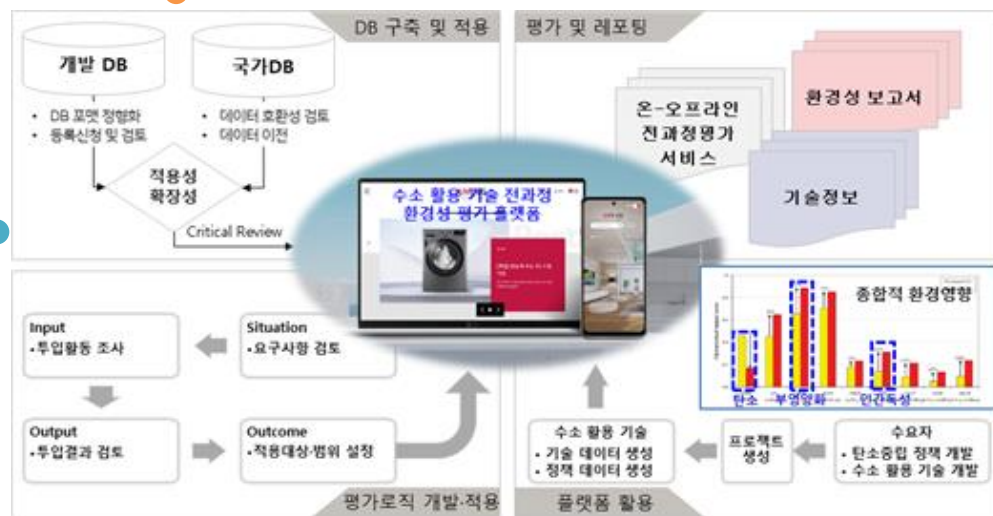 DB 구축 및 적용
개발 DB
국가DB
• DB 포맷 정형화
• 등록신청 및 검토
• 데이터 호환성 검토
• 데이터 이전
적용성
확장성
Critical Review
평가 및 레포팅
온-오프라인
전과정평가
서비스
환경성 보고서
기술정보
수소 활용 기술 전과정
환경성 평가 플랫폼
Input
•투입활동 조사
Situation
•요구사항 검토
Output
•투입결과 검토
Outcome
•적용대상·범위 설정
평가로직 개발·적용
종합적 환경영향
탄소
부영양화
인간독성
수소 활용 기술
• 기술 데이터 생성
• 정책 데이터 생성
프로젝트
생성
수요자
• 탄소중립 정책 개발
• 수소 활용 기술 개발
플랫폼 활용